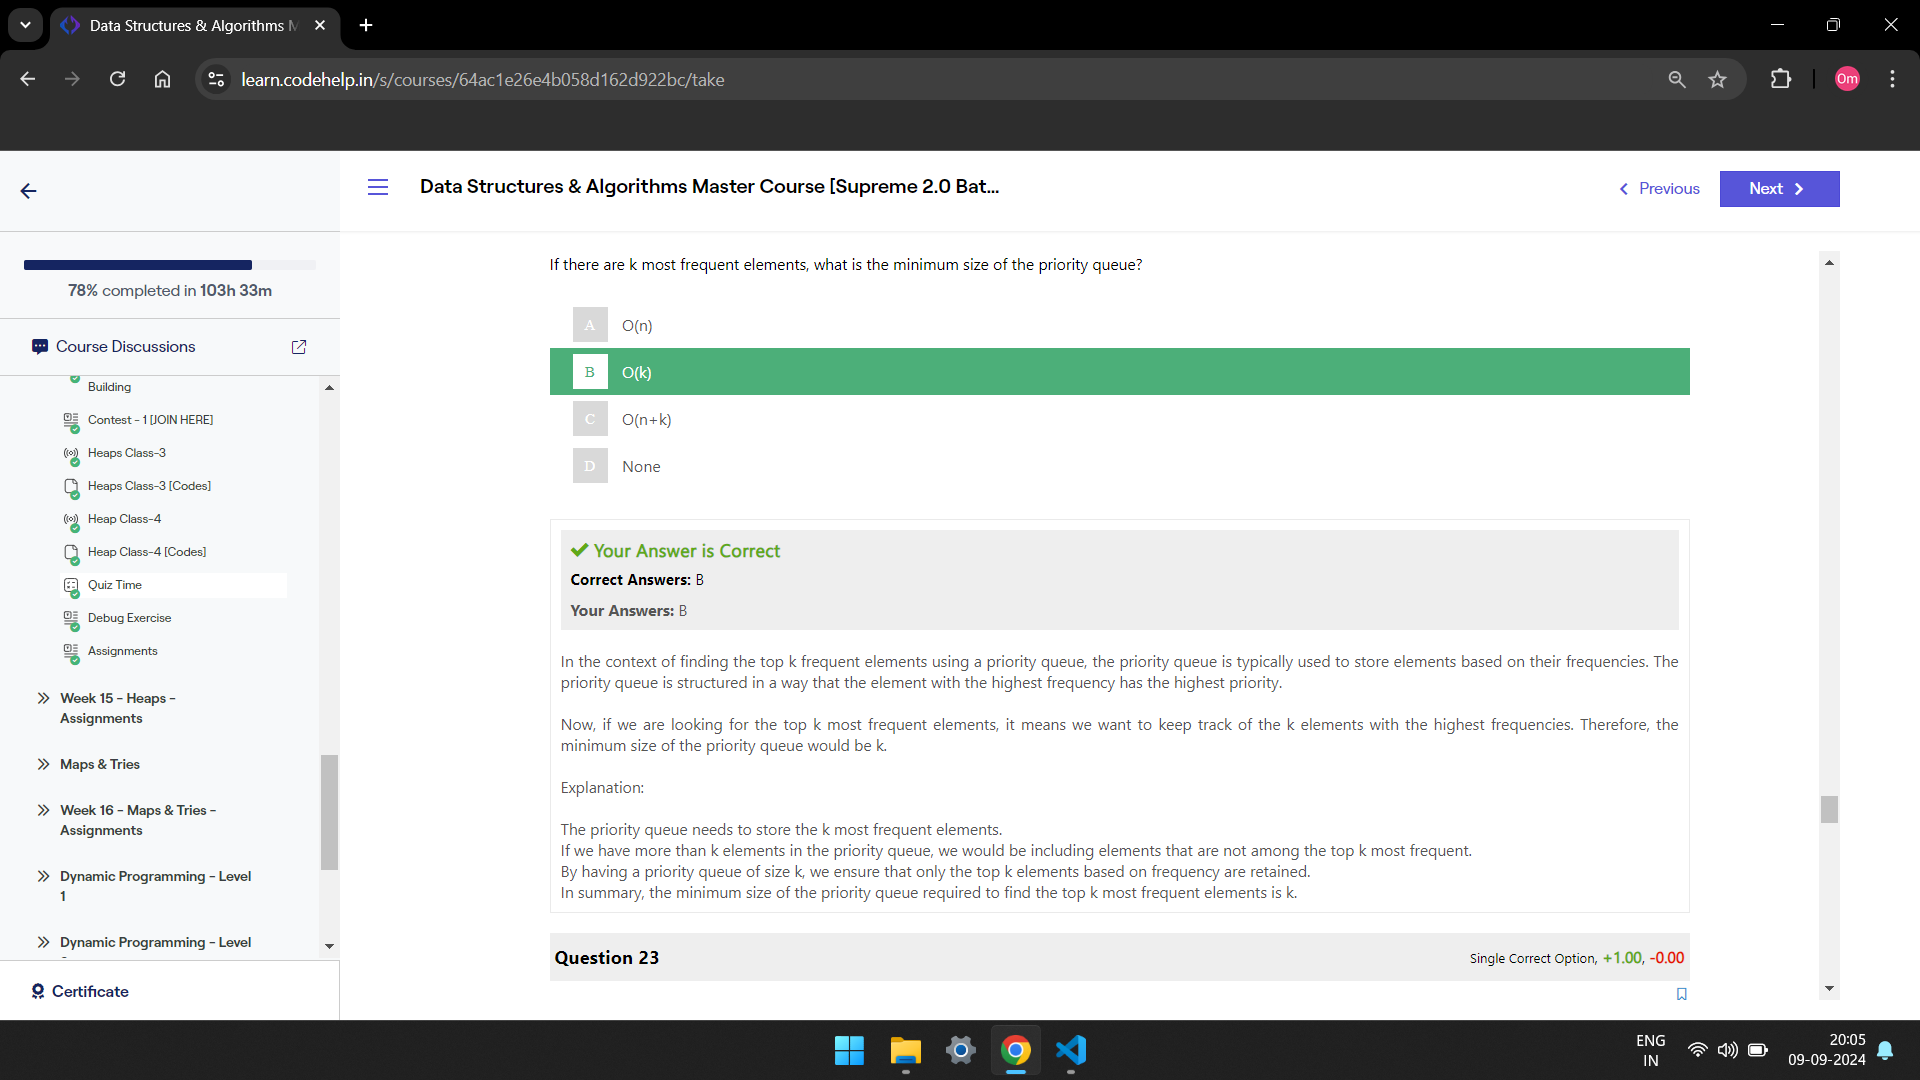 Data Structures & Algorithms M
learn.codehelp.in/s/courses/64ac1e26e4b058d162d922bc/take
Om
Data Structures & Algorithms Master Course [Supreme 2.0 Bat...
Previous
Next
78% completed in 103h 33m
Course Discussions
Building
Contest - 1 [JOIN HERE]
Heaps Class-3
Heaps Class-3 [Codes]
Heap Class-4
Heap Class-4 [Codes]
Quiz Time
Debug Exercise
Assignments
Week 15 - Heaps -
Assignments
Maps & Tries
Week 16 - Maps & Tries -
Assignments
Dynamic Programming - Level
1
Dynamic Programming - Level
Certificate
If there are k most frequent elements, what is the minimum size of the priority queue?
A O(n)
B O(k)
C O(n+k)
D None
Your Answer is Correct
Correct Answers: B
Your Answers: B
In the context of finding the top k frequent elements using a priority queue, the priority queue is typically used to store elements based on their frequencies. The
priority queue is structured in a way that the element with the highest frequency has the highest priority.
Now, if we are looking for the top k most frequent elements, it means we want to keep track of the k elements with the highest frequencies. Therefore, the
minimum size of the priority queue would be k.
Explanation:
The priority queue needs to store the k most frequent elements.
If we have more than k elements in the priority queue, we would be including elements that are not among the top k most frequent.
By having a priority queue of size k, we ensure that only the top k elements based on frequency are retained.
In summary, the minimum size of the priority queue required to find the top k most frequent elements is k.
Question 23
Single Correct Option, +1.00, -0.00
ENG
IN
20:05
09-09-2024